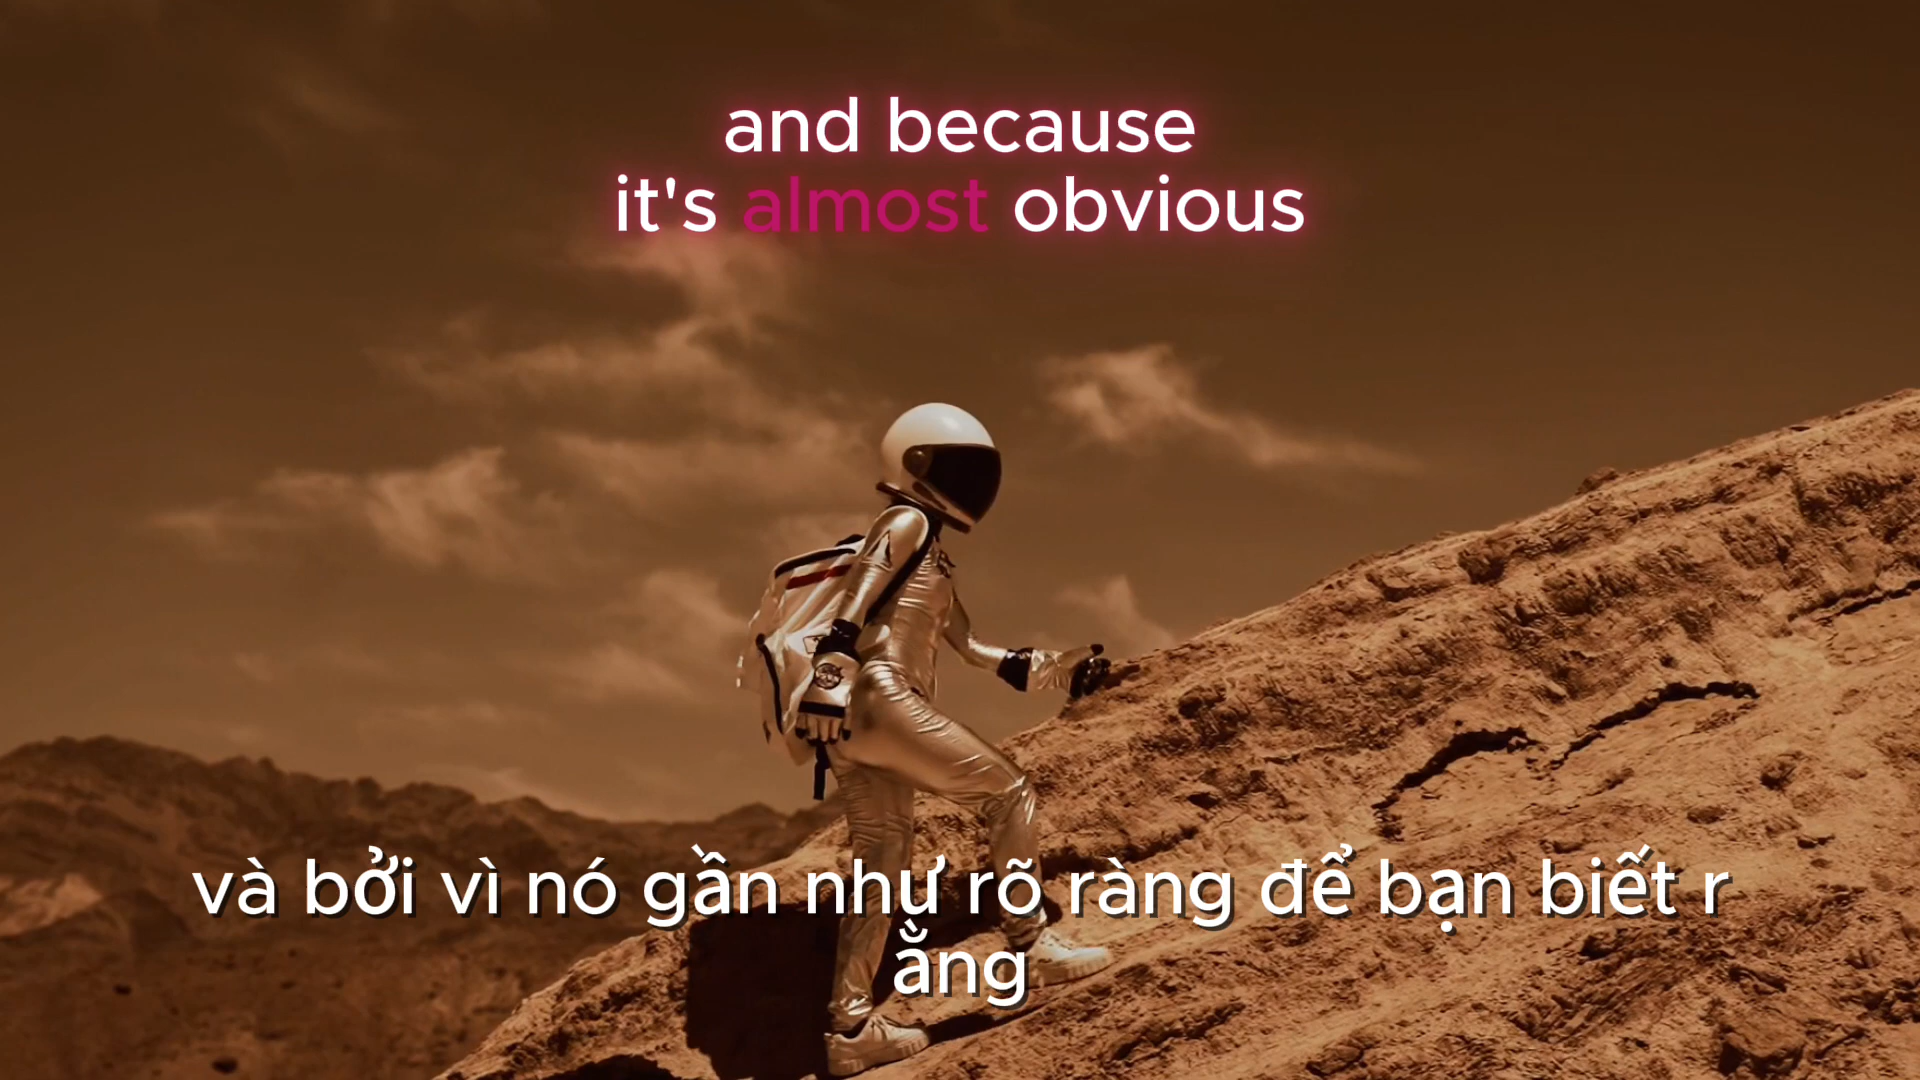 and because
it's almost obvious
và bởi vì nó gần như rõ ràng để bạn biết r
ằng